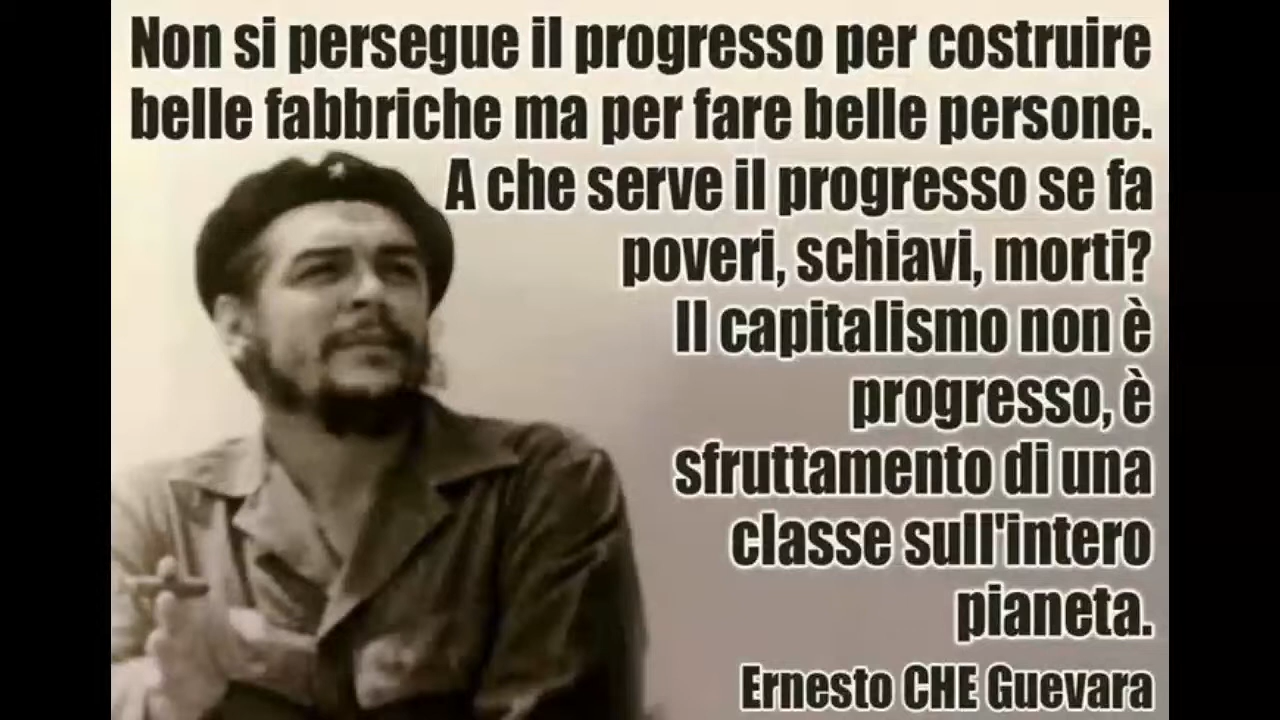 Non si persegue il progresso per costruire
belle fabbriche ma per fare belle persone.
A che serve il progresso se fa
poveri, schiavi, morti?
Il capitalismo non è
progresso, è
sfruttamento di una
classe sull'intero
pianeta.
Ernesto CHE Guevara